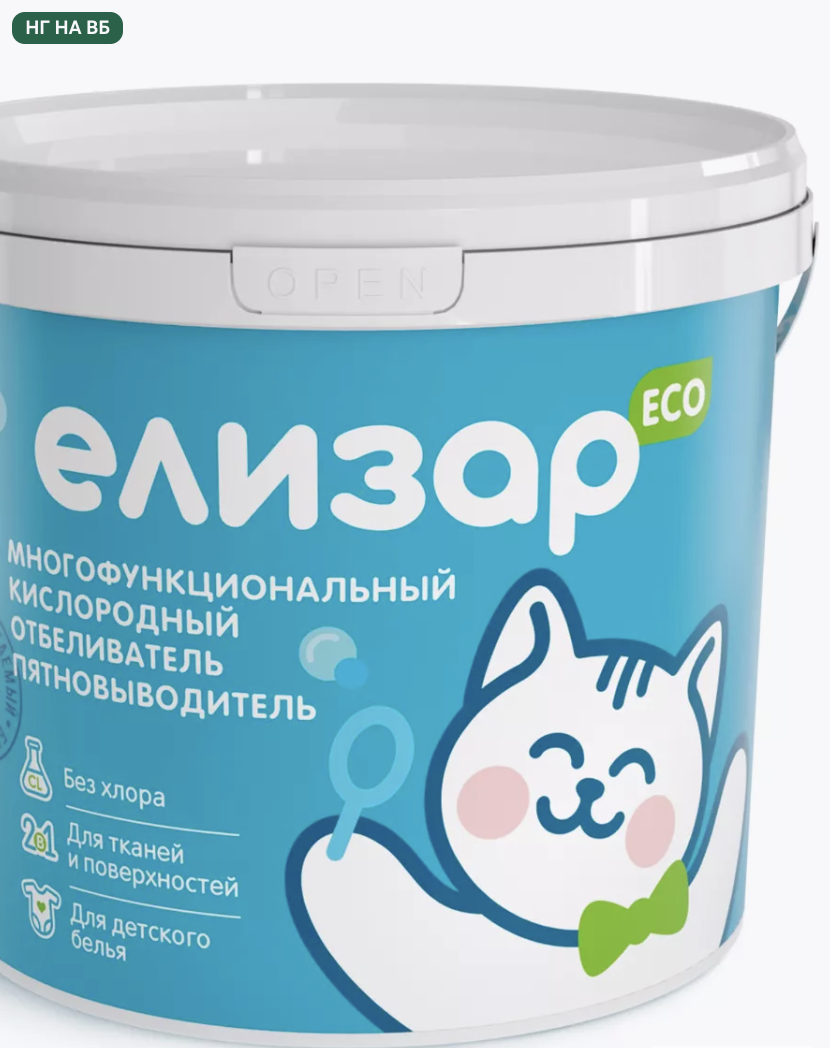 НГ НА ВБ
OPEN
елизар
ECO
МНОГОФУНКЦИОНАЛЬНЫЙ
КИСЛОРОДНЫЙ
ОТБЕЛИВАТЕЛЬ
ПЯТНОВЫВОДИТЕЛЬ
CL
Без хлора
2в1
Для тканей
и поверхностей
Для детского
белья